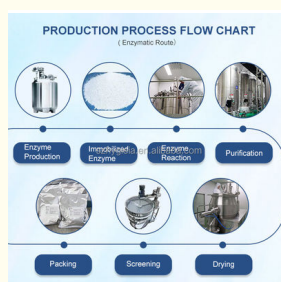 PRODUCTION PROCESS FLOW CHART
( Enzymatic Route)
Enzyme
Production
Immobilized
Enzyme
Enzyme
Reaction
Purification
Packing
Screening
Drying